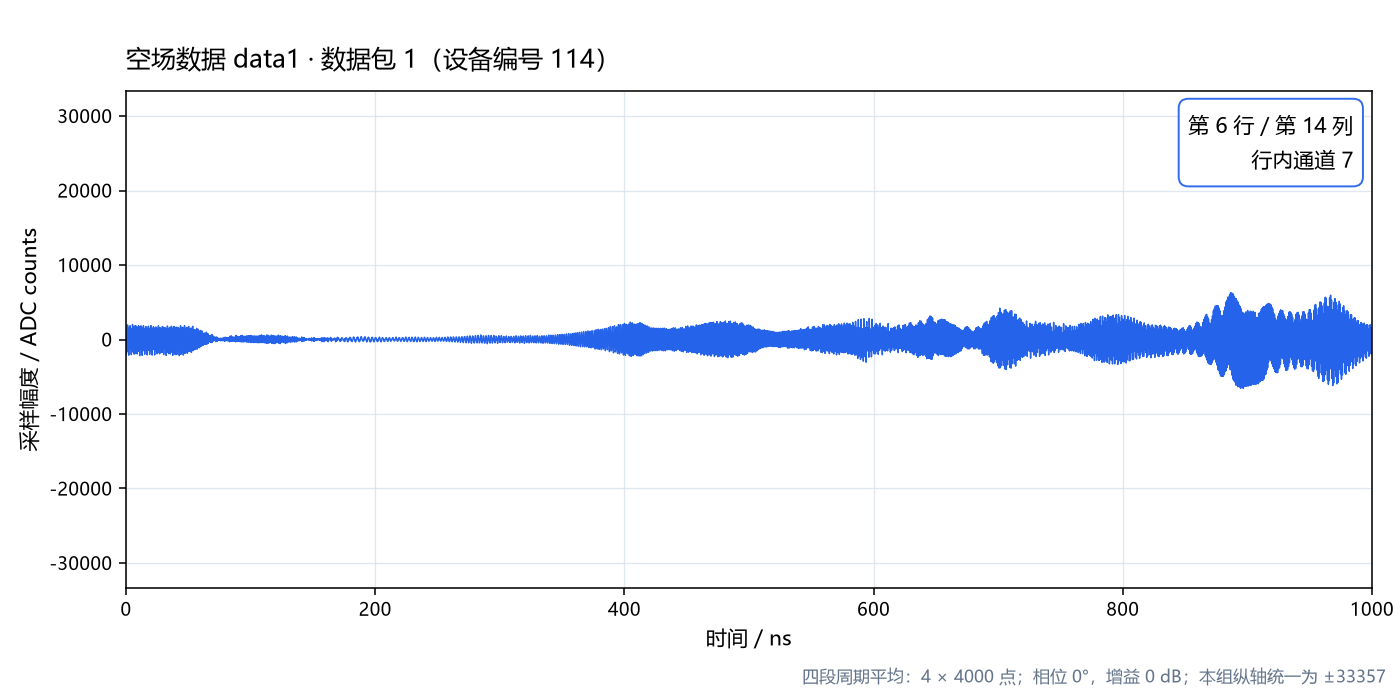 空场数据 data1 · 数据包 1（设备编号 114）
第 6 行 / 第 14 列
行内通道 7
采样幅度 / ADC counts
30000
20000
10000
0
-10000
-20000
-30000
0 200 400 600 800 1000
时间 / ns
四段周期平均：4 × 4000 点；相位 0°，增益 0 dB；本组纵轴统一为 ±33357